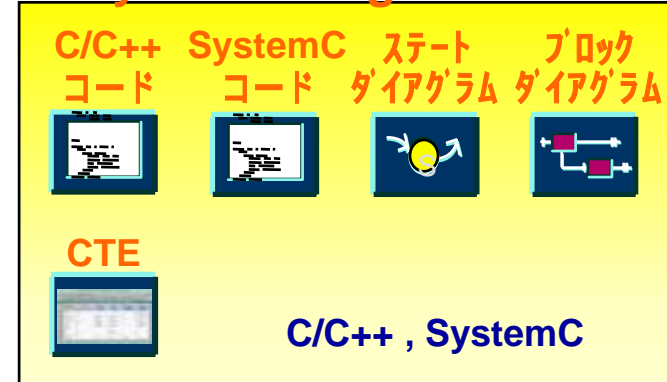 C/C++ SystemC ステート ブロック
コード コード ダイアグラム ダイアグラム
CTE
C/C++ , SystemC